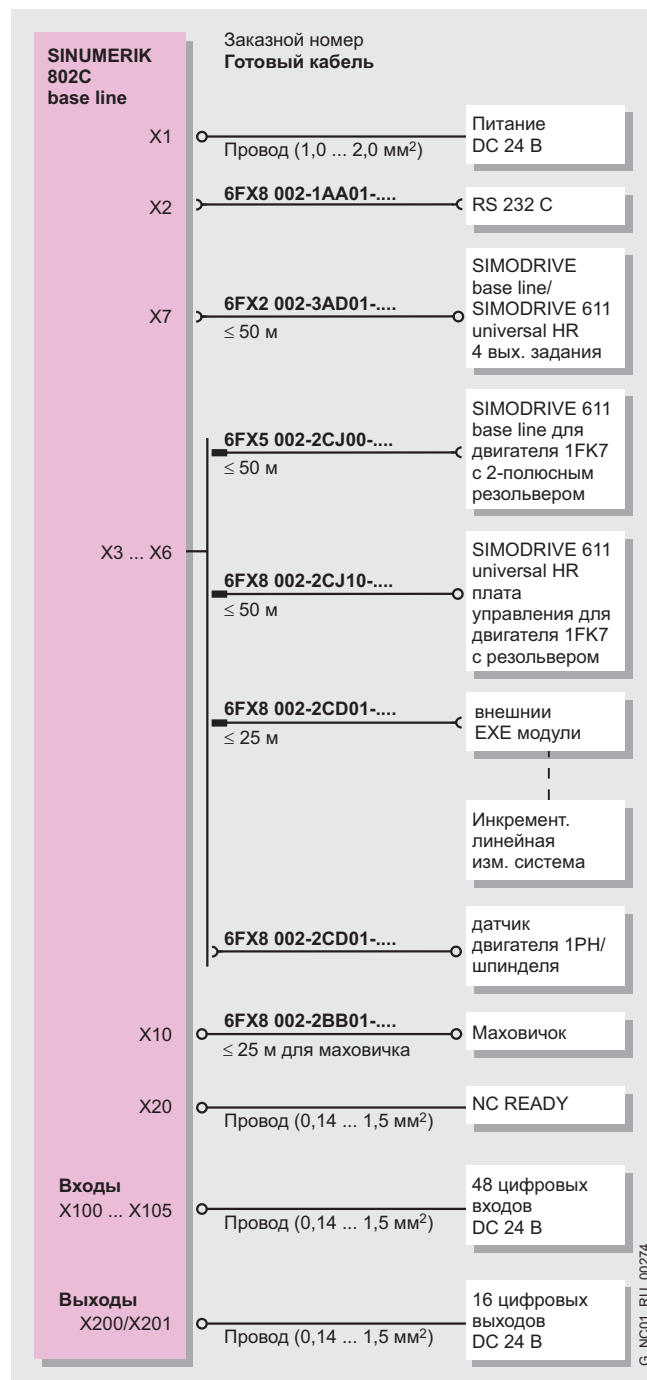 SINUMERIK
802C
base line
Заказной номер
Готовый кабель
X1
Провод (1,0 ... 2,0 мм²)
Питание
DC 24 В
X2
6FX8 002-1AA01-....
RS 232 C
X7
6FX2 002-3AD01-....
≤ 50 м
SIMODRIVE
base line/
SIMODRIVE 611
universal HR
4 вых. задания
6FX5 002-2CJ00-....
≤ 50 м
SIMODRIVE 611
base line для
двигателя 1FK7
с 2-полюсным
резольвером
X3 ... X6
6FX8 002-2CJ10-....
≤ 50 м
SIMODRIVE 611
universal HR
плата
управления для
двигателя 1FK7
с резольвером
6FX8 002-2CD01-....
≤ 25 м
внешнии
EXE модули
Инкремент.
линейная
изм. система
6FX8 002-2CD01-....
датчик
двигателя 1PH/
шпинделя
X10
6FX8 002-2BB01-....
≤ 25 м для маховичка
Маховичок
X20
Провод (0,14 ... 1,5 мм²)
NC READY
Входы
X100 ... X105
Провод (0,14 ... 1,5 мм²)
48 цифровых
входов
DC 24 В
Выходы
X200/X201
Провод (0,14 ... 1,5 мм²)
16 цифровых
выходов
DC 24 В
G_NC01_RU_00274